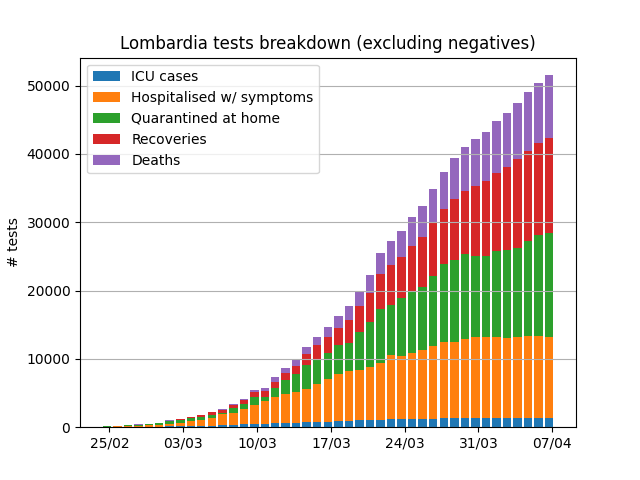 Lombardia tests breakdown (excluding negatives)
ICU cases
Hospitalised w/ symptoms
Quarantined at home
Recoveries
Deaths
# tests
50000
40000
30000
20000
10000
0
25/02 03/03 10/03 17/03 24/03 31/03 07/04